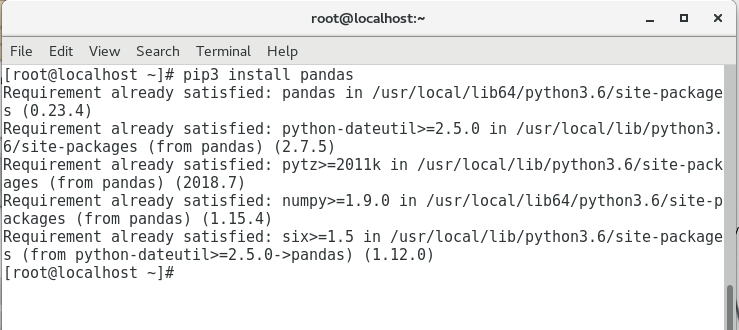 root@localhost:~
File Edit View Search Terminal Help
[root@localhost ~]# pip3 install pandas
Requirement already satisfied: pandas in /usr/local/lib64/python3.6/site-package
s (0.23.4)
Requirement already satisfied: python-dateutil>=2.5.0 in /usr/local/lib/python3.
6/site-packages (from pandas) (2.7.5)
Requirement already satisfied: pytz>=2011k in /usr/local/lib/python3.6/site-pack
ages (from pandas) (2018.7)
Requirement already satisfied: numpy>=1.9.0 in /usr/local/lib64/python3.6/site-p
ackages (from pandas) (1.15.4)
Requirement already satisfied: six>=1.5 in /usr/local/lib/python3.6/site-package
s (from python-dateutil>=2.5.0->pandas) (1.12.0)
[root@localhost ~]#